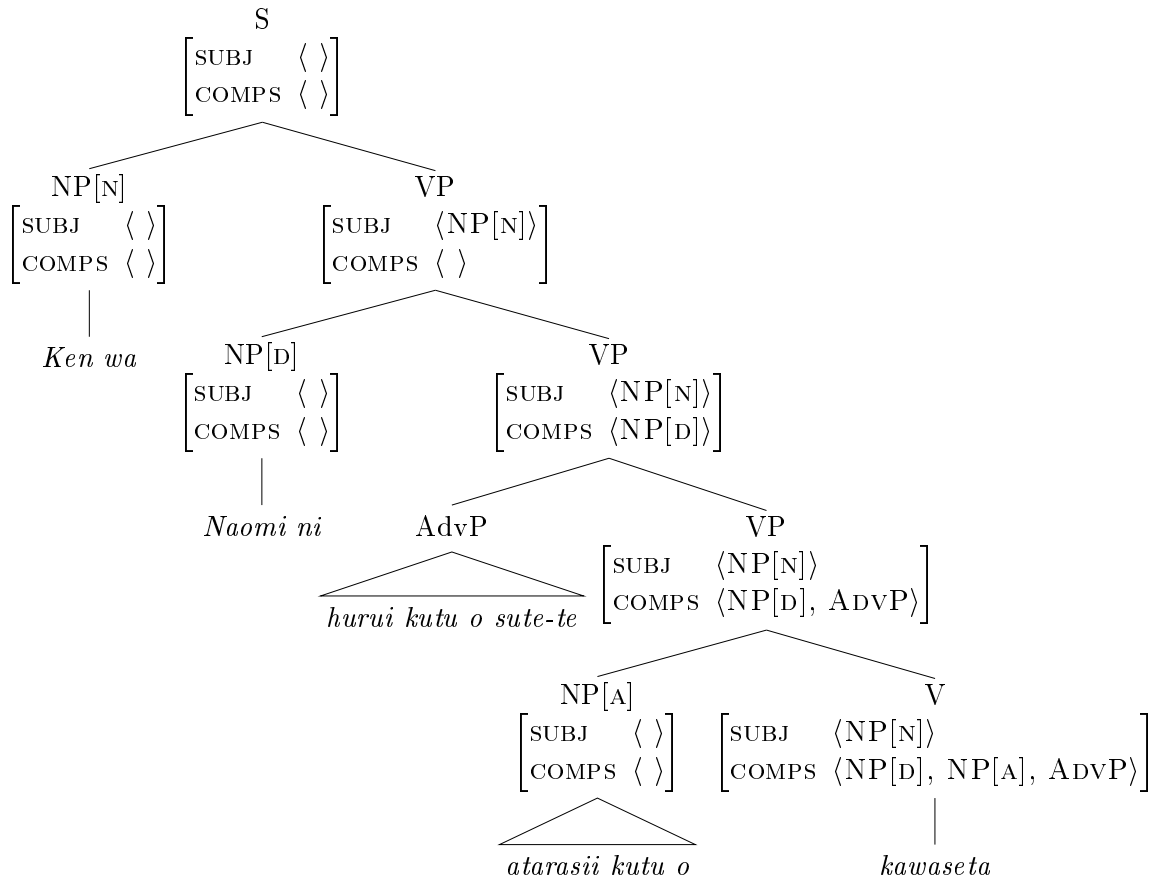 S
[SUBJ ⟨ ⟩
COMPS ⟨ ⟩]
NP[N]
[SUBJ ⟨ ⟩
COMPS ⟨ ⟩]
VP
[SUBJ ⟨NP[N]⟩
COMPS ⟨ ⟩]
Ken wa
NP[D]
[SUBJ ⟨ ⟩
COMPS ⟨ ⟩]
VP
[SUBJ ⟨NP[N]⟩
COMPS ⟨NP[D]⟩]
Naomi ni
AdvP
hurui kutu o sute-te
VP
[SUBJ ⟨NP[N]⟩
COMPS ⟨NP[D], ADVP⟩]
NP[A]
[SUBJ ⟨ ⟩
COMPS ⟨ ⟩]
V
[SUBJ ⟨NP[N]⟩
COMPS ⟨NP[D], NP[A], ADVP⟩]
atarasii kutu o
kawaseta